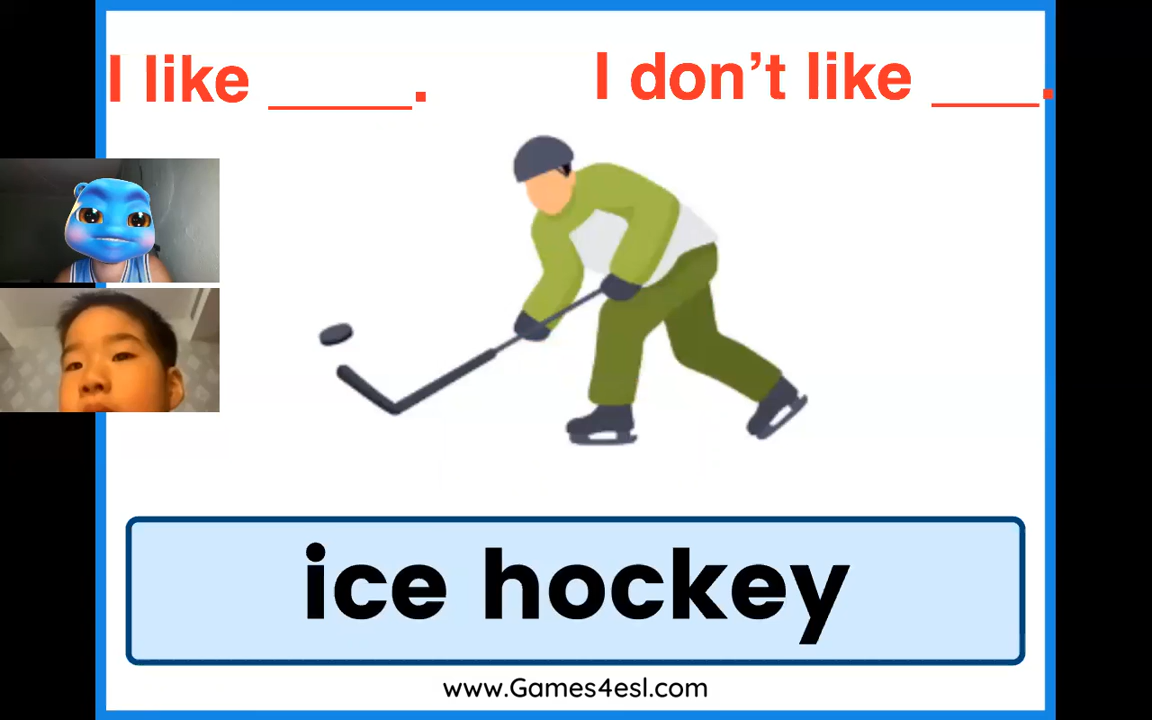 I like ____. I don’t like ___.
ice hockey
www.Games4esl.com